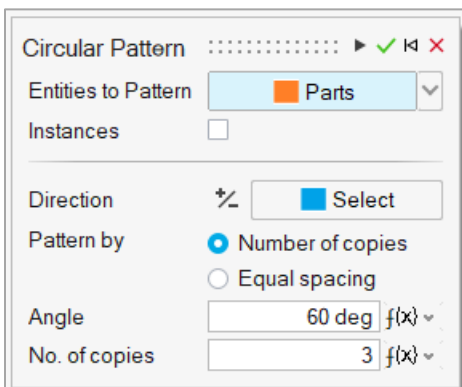 Circular Pattern
Entities to Pattern Parts
Instances
Direction +/- Select
Pattern by Number of copies
Equal spacing
Angle 60 deg f(x)
No. of copies 3 f(x)